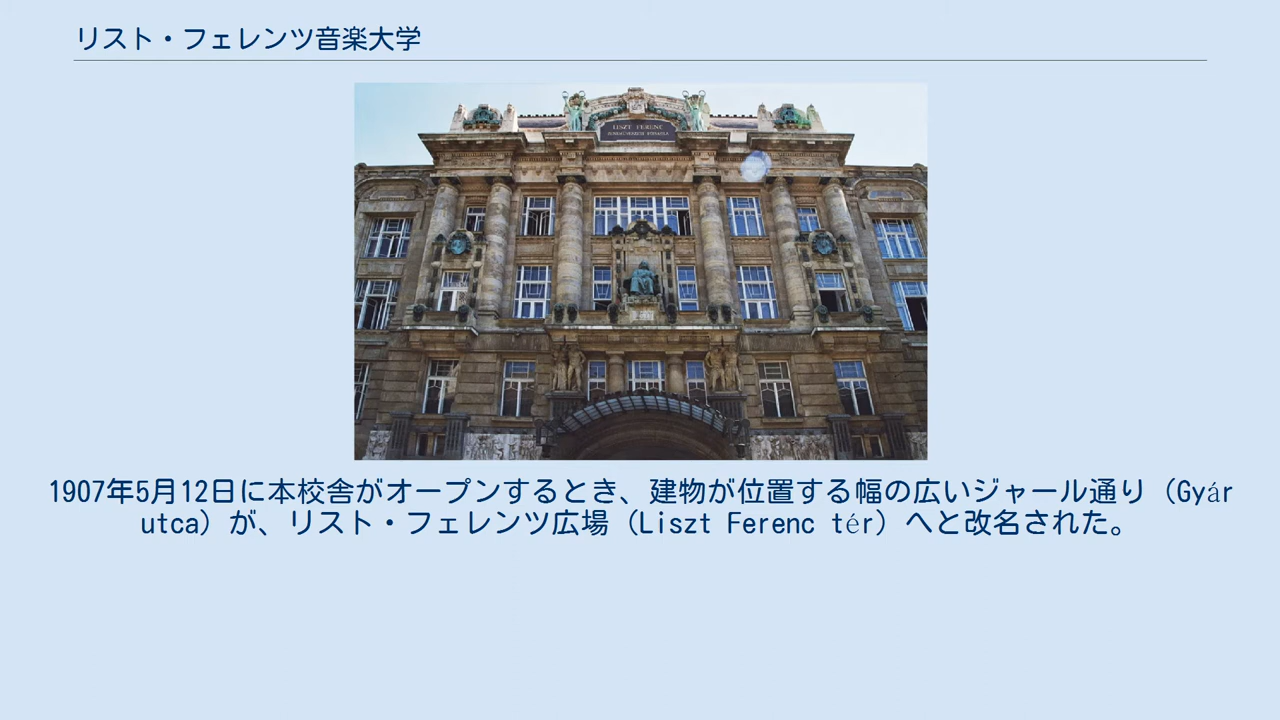 リスト・フェレンツ音楽大学
LISZT FERENC
1907年5月12日に本校舎がオープンするとき、建物が位置する幅の広いジャール通り（Gyár
utca）が、リスト・フェレンツ広場（Liszt Ferenc tér）へと改名された。